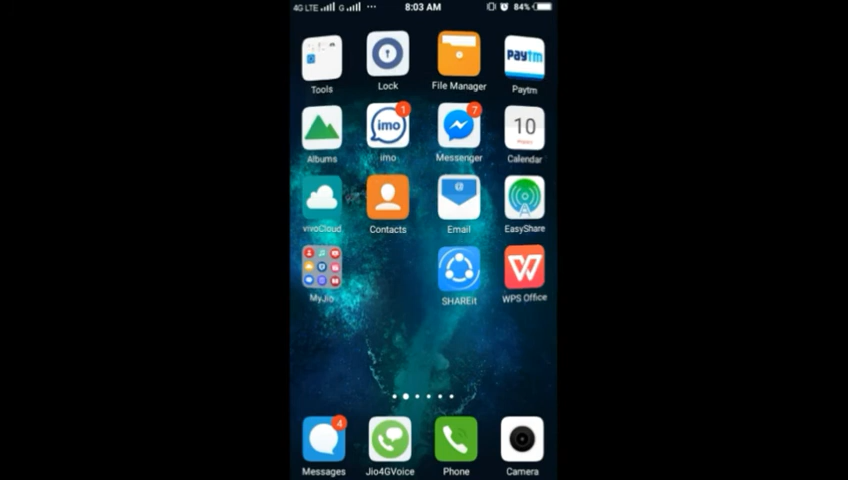 4G LTE G ... 8:03 AM 84%
Tools Lock File Manager Paytm
imo 1 7 10
Albums imo Messenger Calendar
vivoCloud Contacts Email EasyShare
MyJio SHAREit WPS Office
4
Messages Jio4GVoice Phone Camera